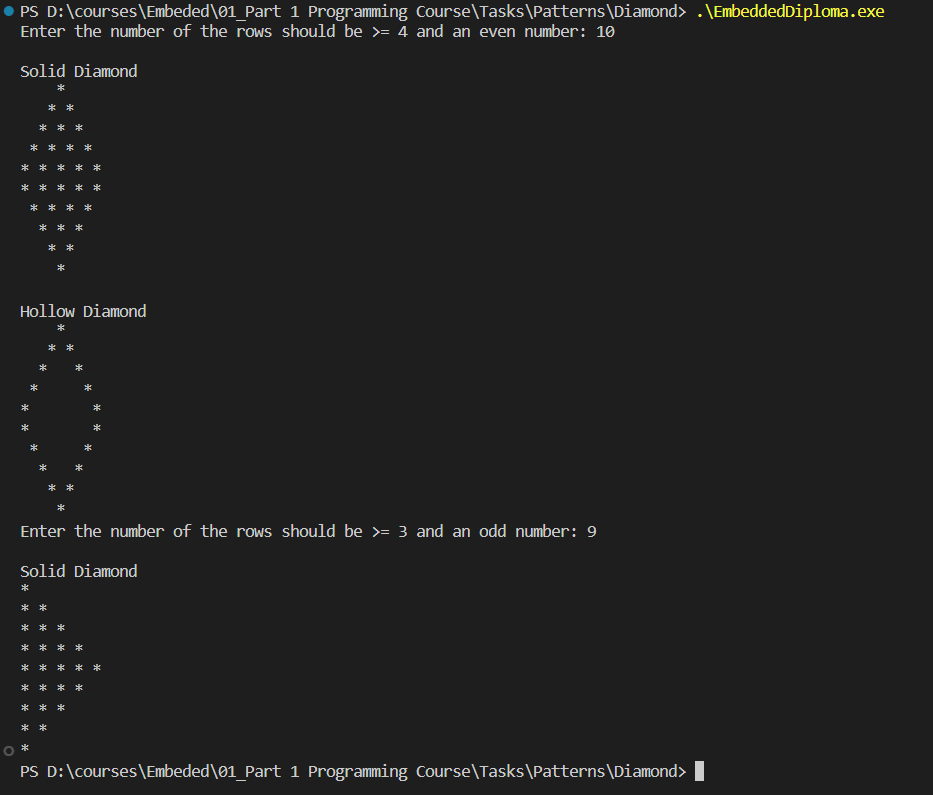 PS D:\courses\Embeded\01_Part 1 Programming Course\Tasks\Patterns\Diamond> .\EmbeddedDiploma.exe
Enter the number of the rows should be >= 4 and an even number: 10

Solid Diamond
    *
   * *
  * * *
 * * * *
* * * * *
* * * * *
 * * * *
  * * *
   * *
    *

Hollow Diamond
    *
   * *
  *   *
 *     *
*       *
*       *
 *     *
  *   *
   * *
    *
Enter the number of the rows should be >= 3 and an odd number: 9

Solid Diamond
*
* *
* * *
* * * *
* * * * *
* * * *
* * *
* *
*
PS D:\courses\Embeded\01_Part 1 Programming Course\Tasks\Patterns\Diamond>